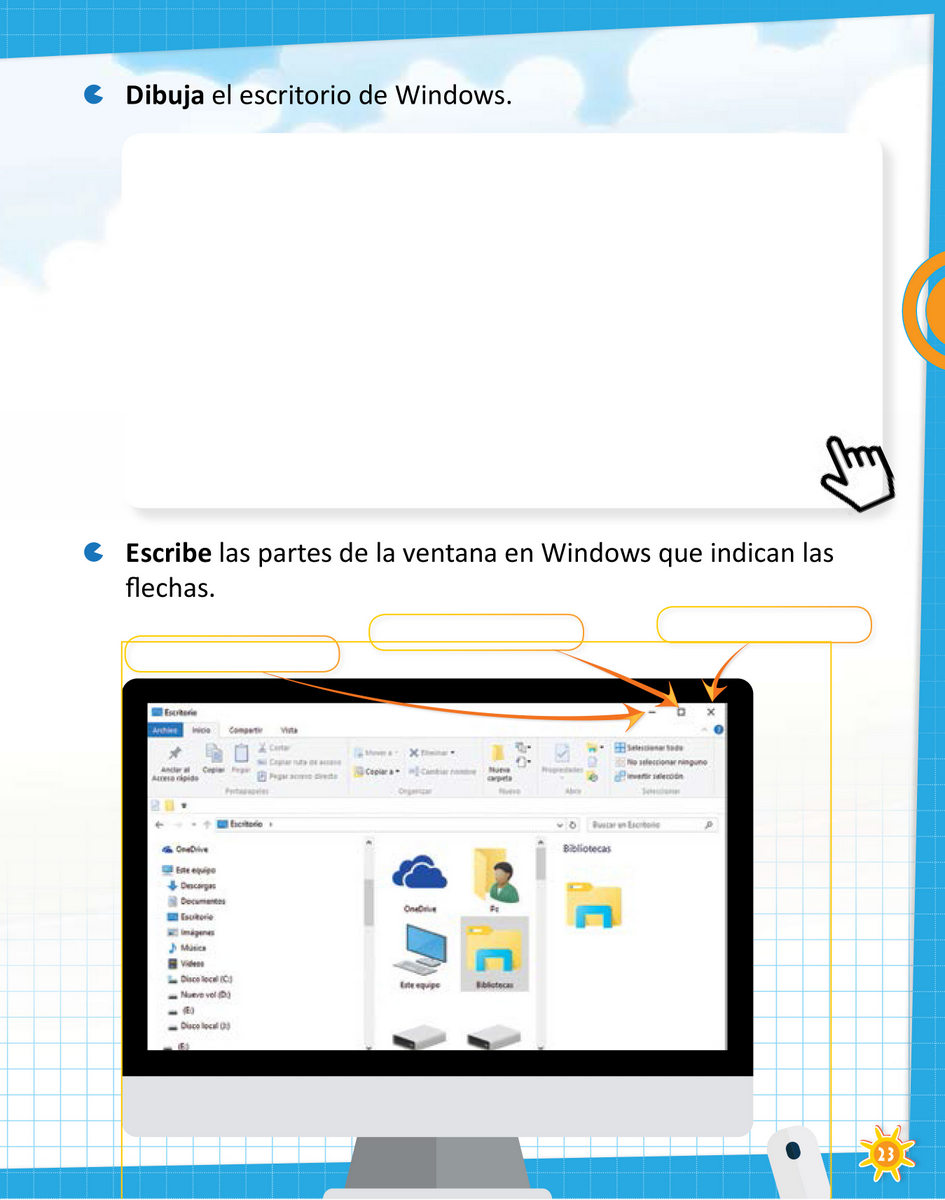 Dibuja el escritorio de Windows.
Escribe las partes de la ventana en Windows que indican las
flechas.
Escritorio
Archivo Inicio Compartir Vista
Anclar al
Acceso rápido
Copiar
Pegar
Cortar
Copiar ruta de acceso
Pegar acceso directo
Portapapeles
Mover a
Copiar a
Eliminar
Cambiar nombre
Organizar
Nueva
carpeta
Nuevo
Propiedades
Abrir
Seleccionar todo
No seleccionar ninguno
Invertir selección
Seleccionar
Escritorio
Buscar en Escritorio
OneDrive
Este equipo
Descargas
Documentos
Escritorio
Imágenes
Música
Vídeos
Disco local (C:)
Nuevo vol (D:)
(E:)
Disco local (J:)
(E:)
OneDrive
Pc
Este equipo
Bibliotecas
Bibliotecas
23